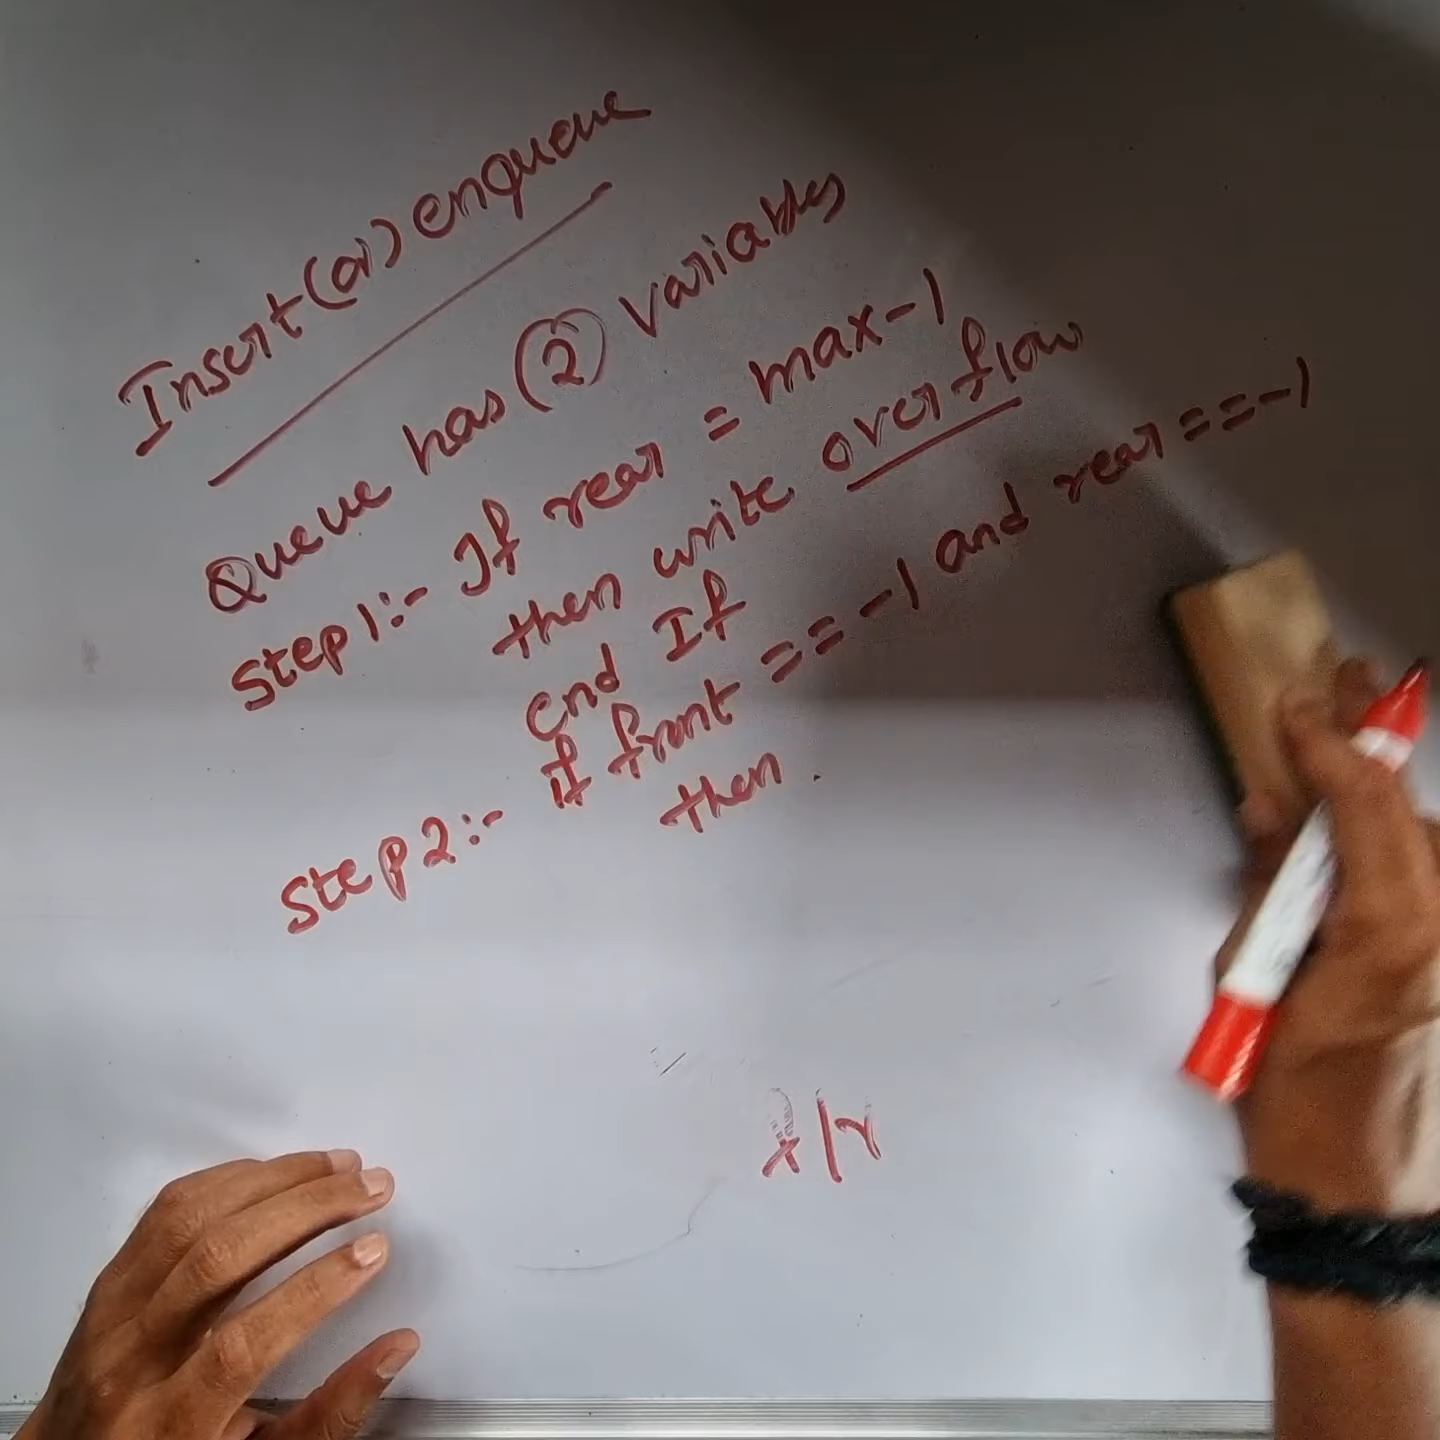 Insert (or) enqueue
Queue has (2) variables
Step 1:- If rear = max-1
then write overflow
end If
Step 2:- if front == -1 and rear == -1
then
f/r